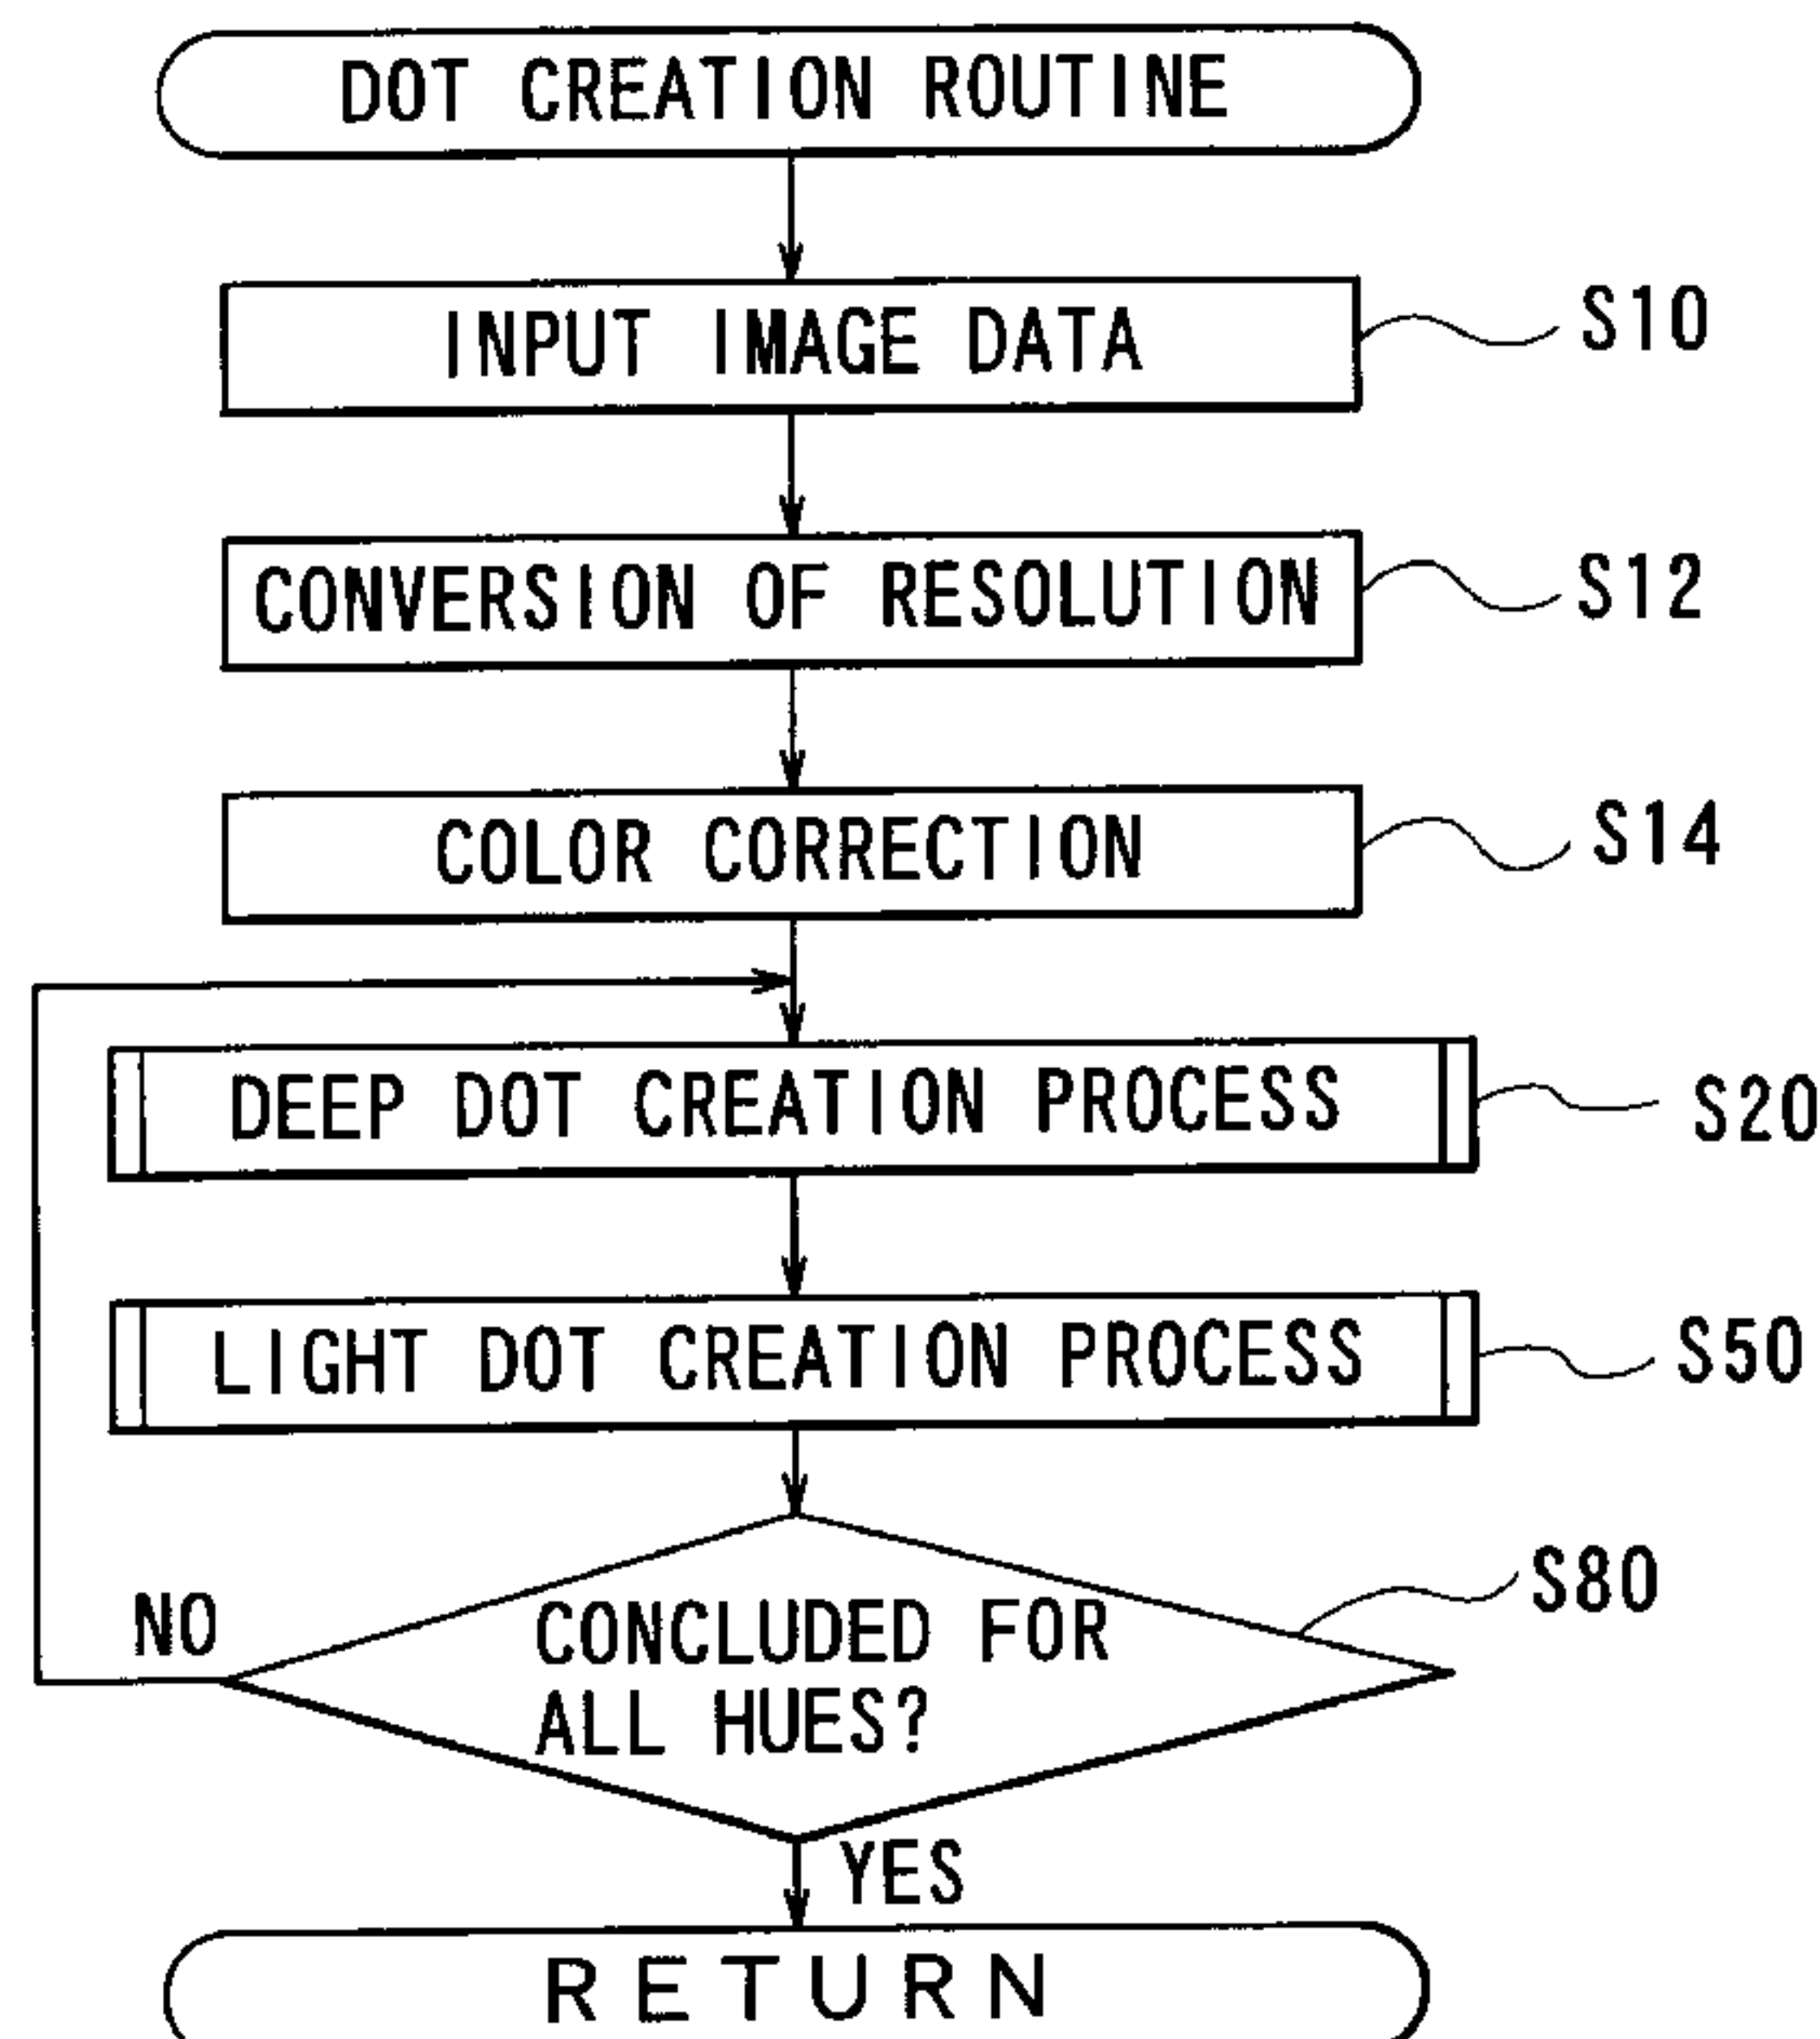 DOT CREATION ROUTINE
INPUT IMAGE DATA
S10
CONVERSION OF RESOLUTION
S12
COLOR CORRECTION
S14
DEEP DOT CREATION PROCESS
S20
LIGHT DOT CREATION PROCESS
S50
S80
NO
CONCLUDED FOR
ALL HUES?
YES
RETURN